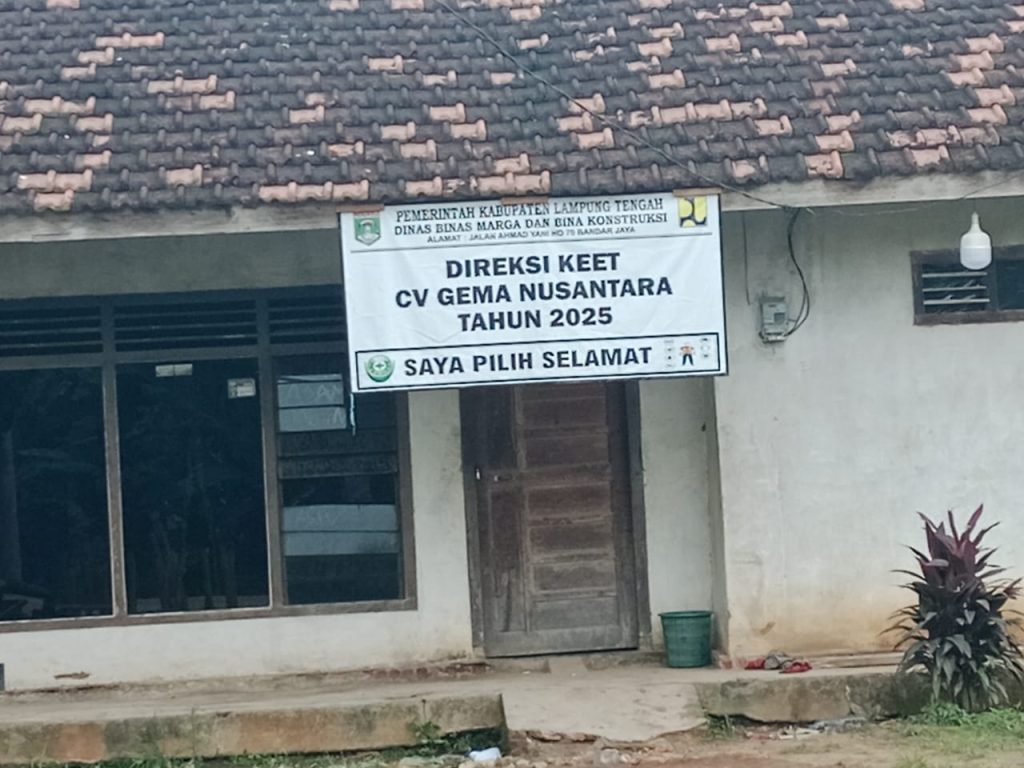 PEMERINTAH KABUPATEN LAMPUNG TENGAH
DINAS BINAS MARGA DAN BINA KONSTRUKSI
ALAMAT : JALAN AHMAD YANI NO 70 BANDAR JAYA
DIREKSI KEET
CV GEMA NUSANTARA
TAHUN 2025
SAYA PILIH SELAMAT